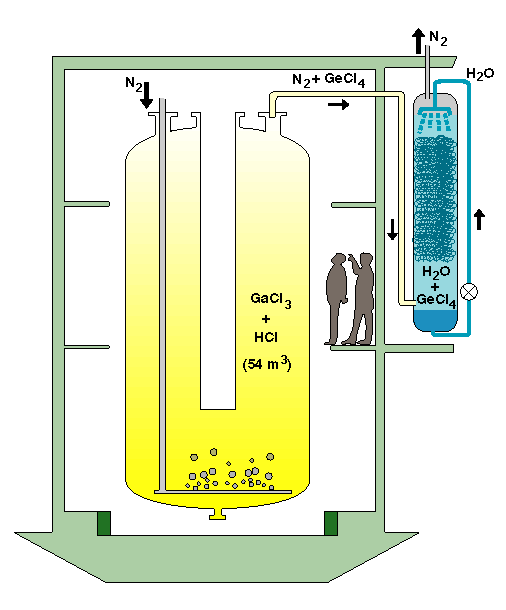 N₂
H₂O
N₂
N₂ + GeCl₄
GaCl₃
+
HCl
(54 m³)
H₂O
+
GeCl₄